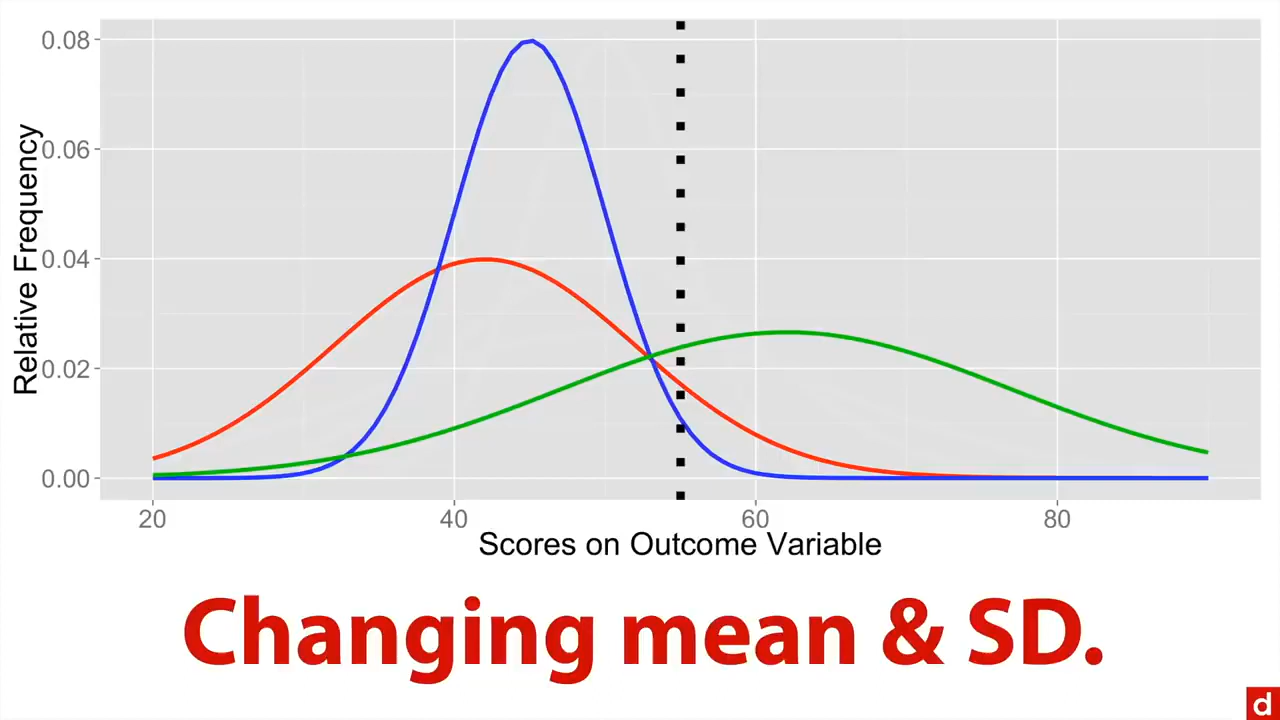 0.08
0.06
0.04
0.02
0.00
Relative Frequency
20 40 60 80
Scores on Outcome Variable
Changing mean & SD.
d